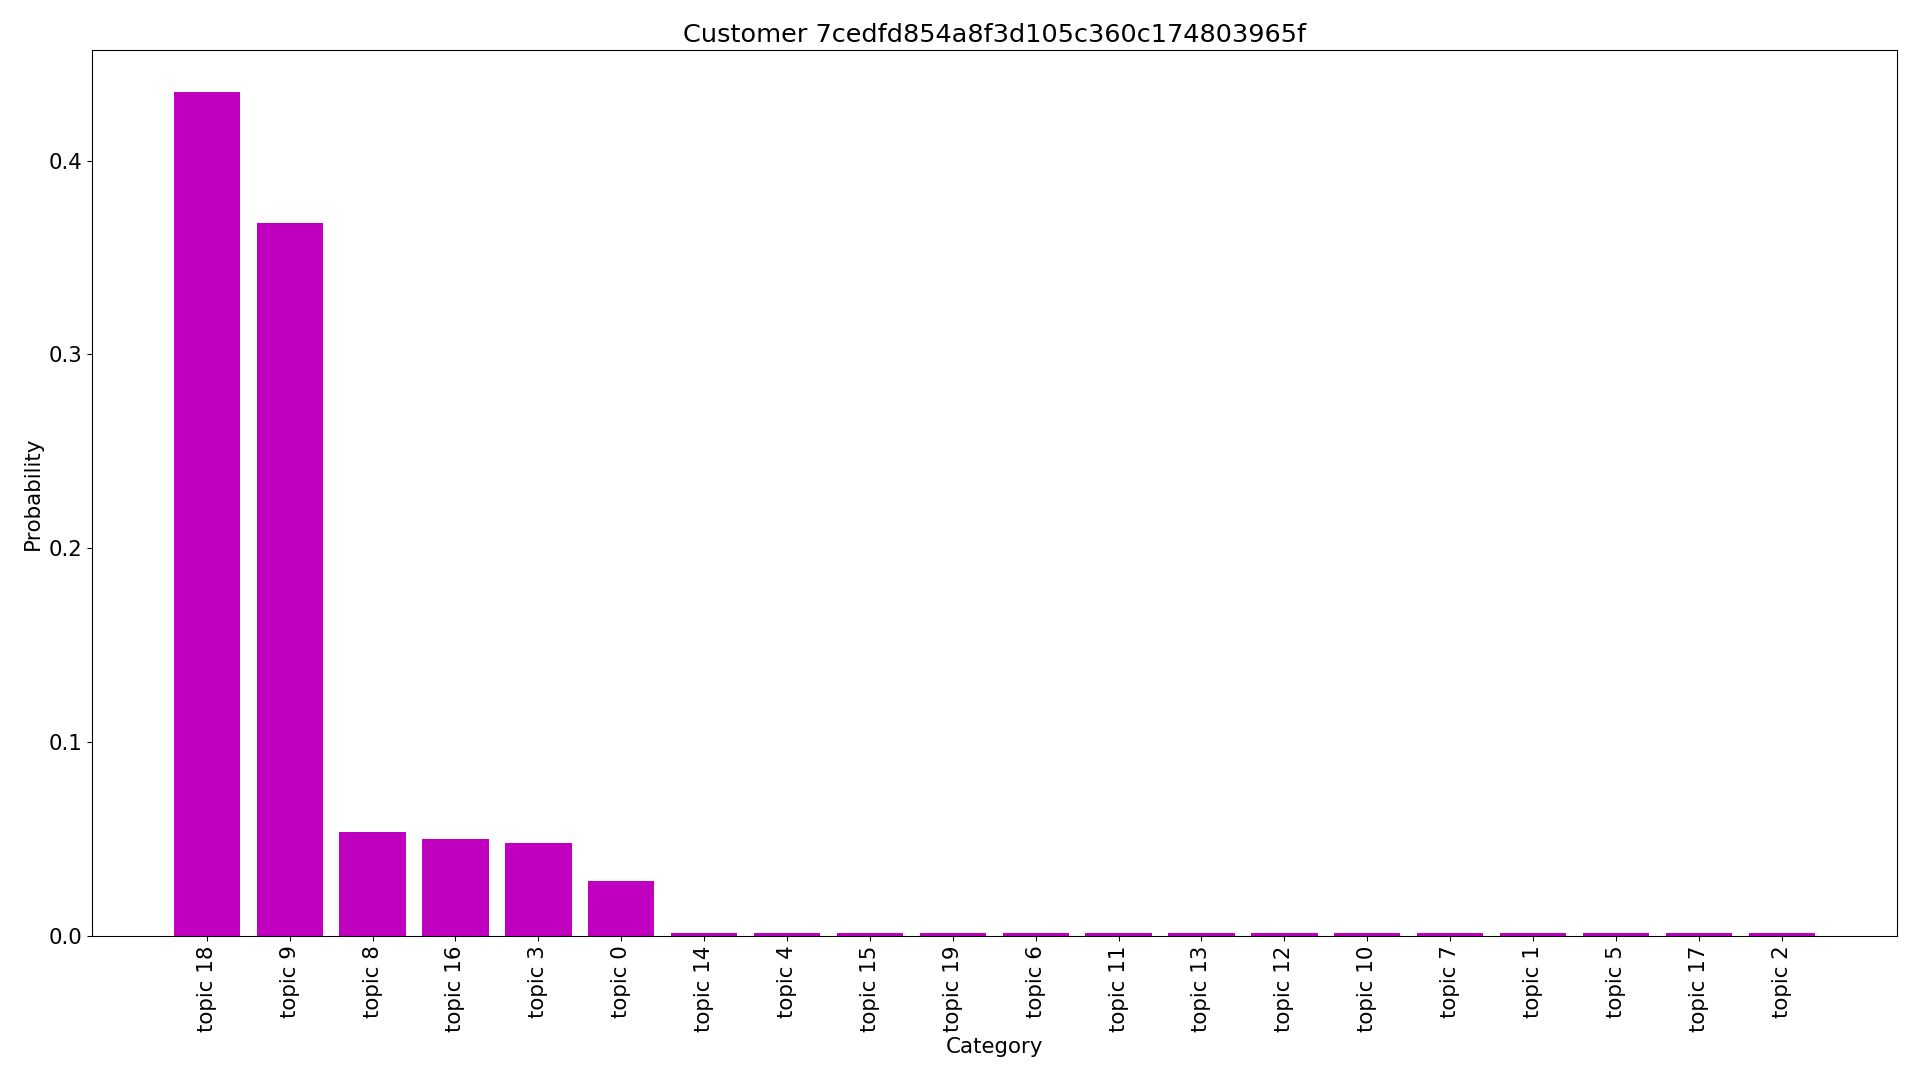 Customer 7cedfd854a8f3d105c360c174803965f
Probability
0.4
0.3
0.2
0.1
0.0
topic 18
topic 9
topic 8
topic 16
topic 3
topic 0
topic 14
topic 4
topic 15
topic 19
topic 6
topic 11
topic 13
topic 12
topic 10
topic 7
topic 1
topic 5
topic 17
topic 2
Category